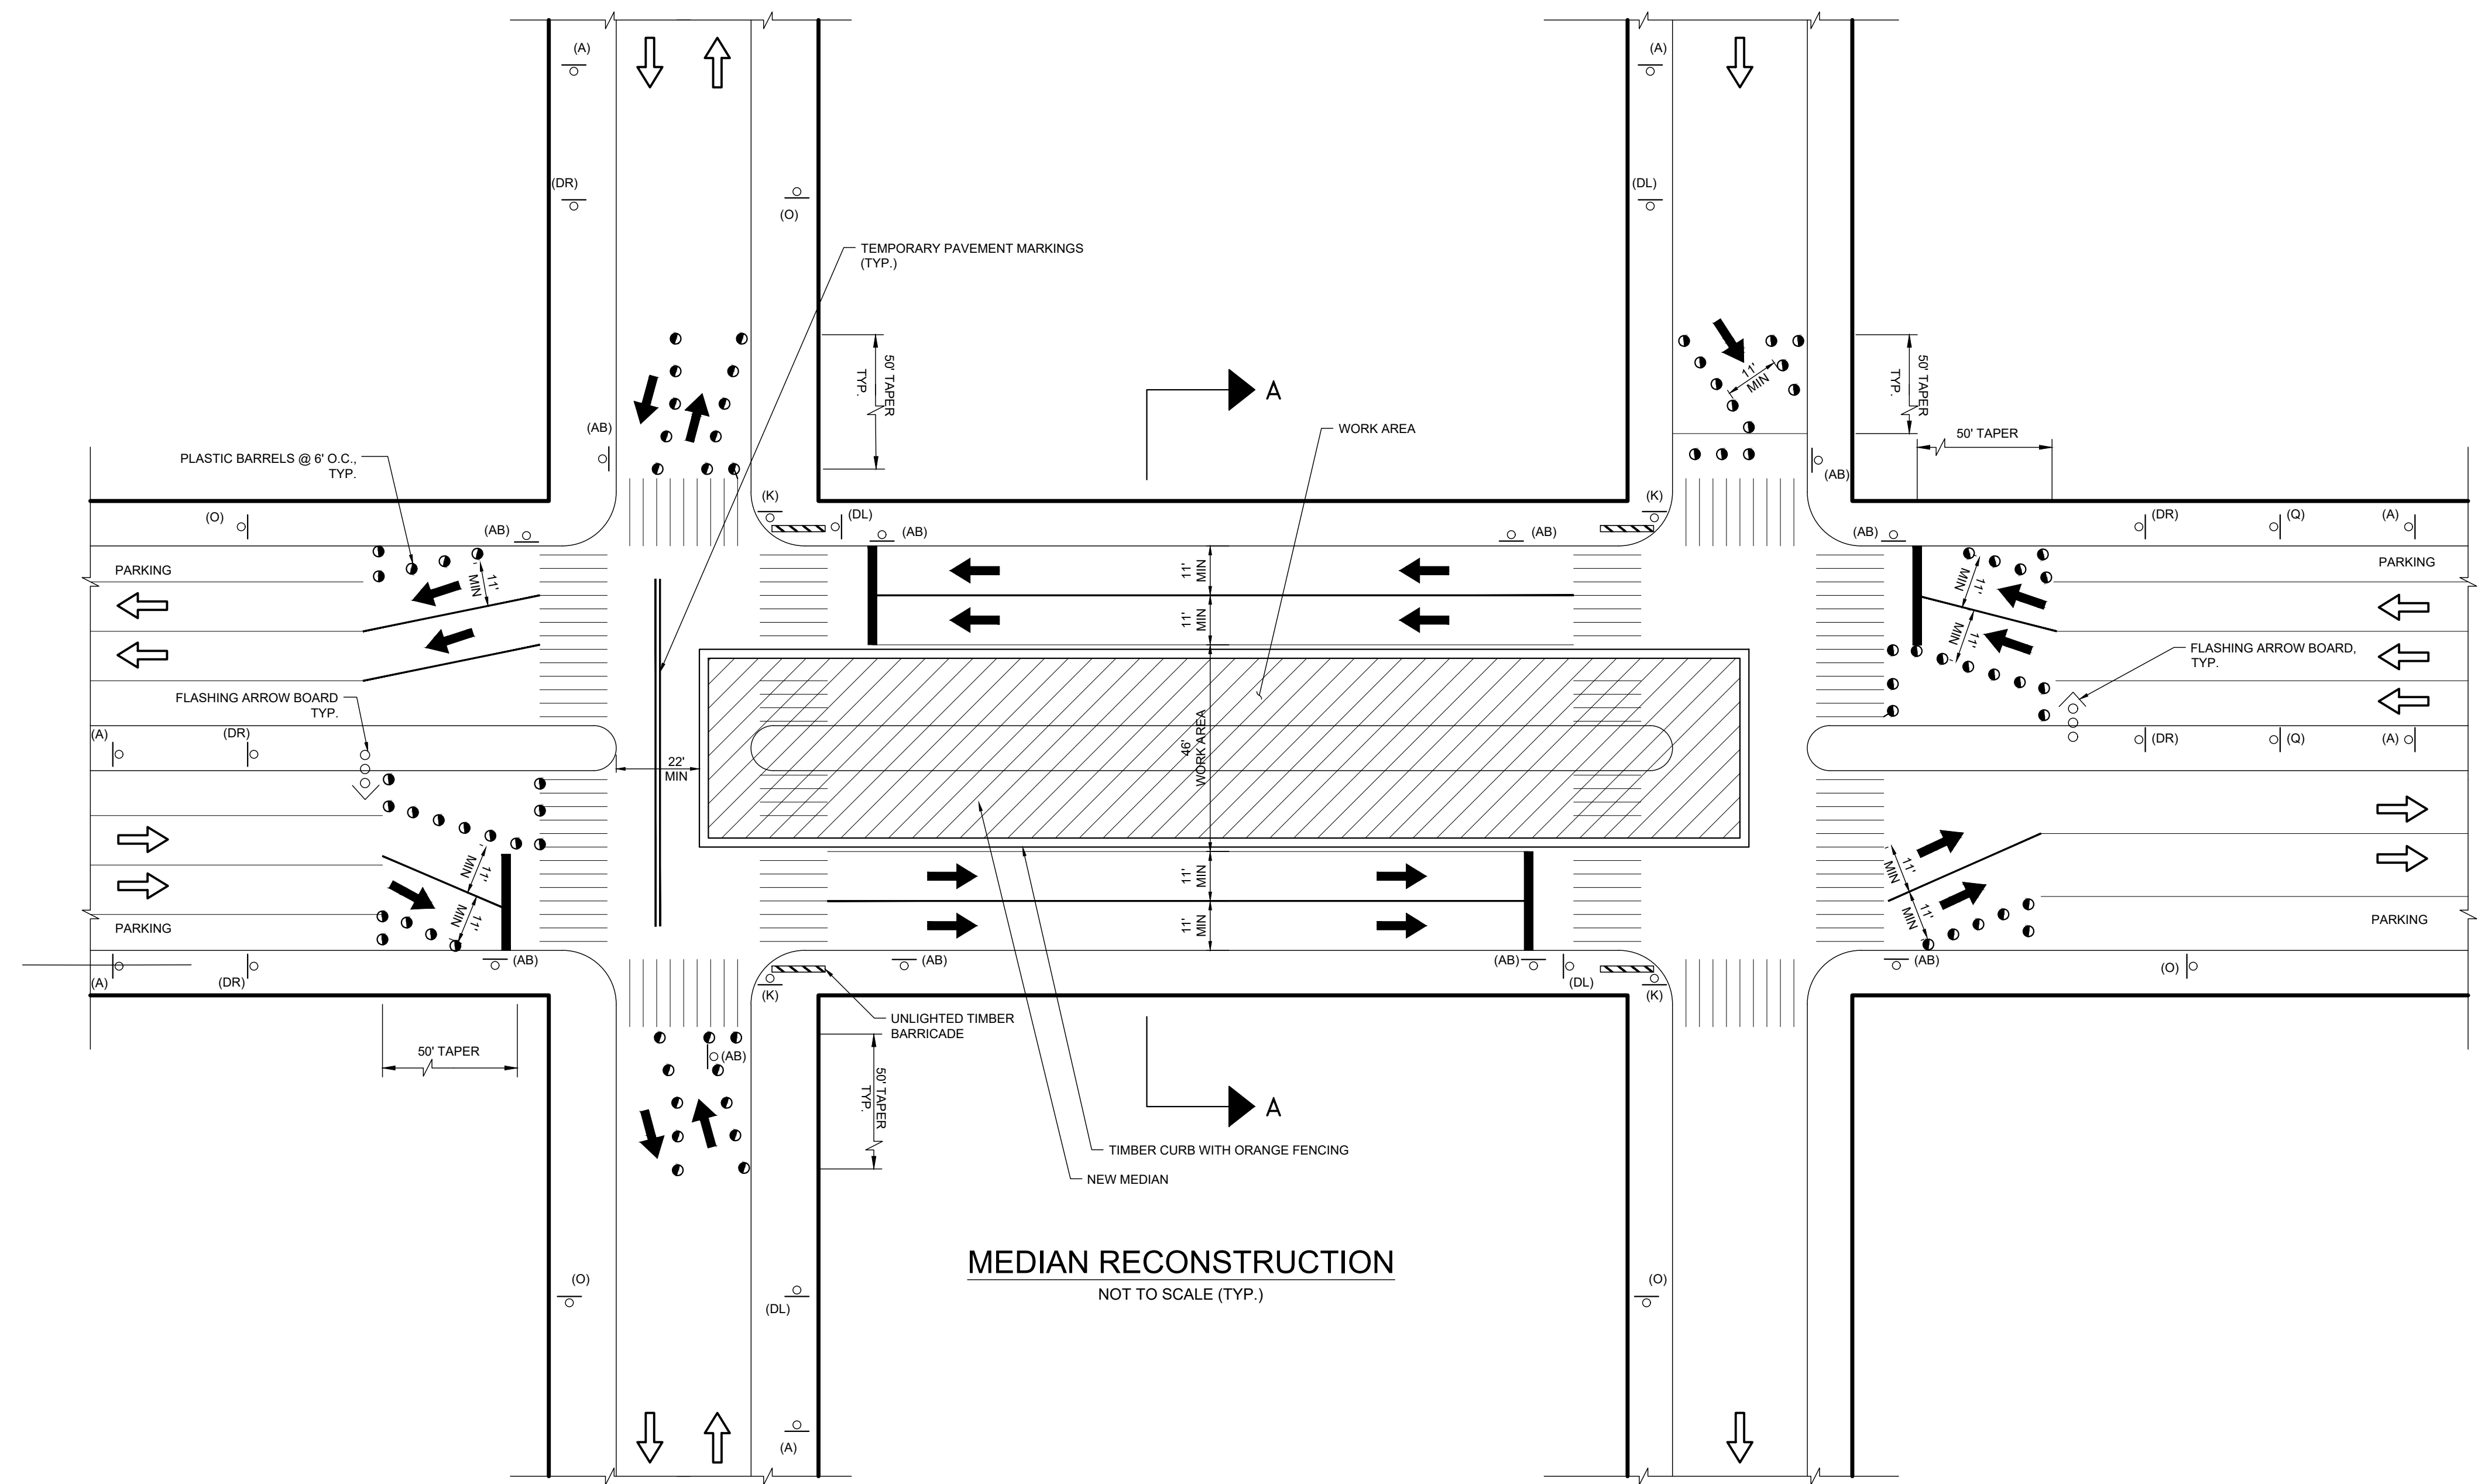 (A)
(A)
(DR)
(DL)
(O)
TEMPORARY PAVEMENT MARKINGS
(TYP.)
50' TAPER
TYP.
11'
MIN
50' TAPER
TYP.
A
WORK AREA
50' TAPER
(AB)
PLASTIC BARRELS @ 6' O.C.,
TYP.
(AB)
(K)
(K)
(O)
(AB)
(DL)
(AB)
(AB)
(AB)
(DR)
(Q)
(A)
PARKING
11'
MIN
11'
MIN
11'
MIN
PARKING
11'
MIN
11'
MIN
FLASHING ARROW BOARD
TYP.
FLASHING ARROW BOARD,
TYP.
(A)
(DR)
46'
WORK AREA
(DR)
(Q)
(A)
22'
MIN
11'
MIN
11'
MIN
11'
MIN
11'
MIN
11'
MIN
11'
MIN
PARKING
PARKING
(A)
(DR)
(AB)
(AB)
(AB)
(DL)
(AB)
(O)
(K)
(K)
UNLIGHTED TIMBER
BARRICADE
50' TAPER
(AB)
50' TAPER
TYP.
A
TIMBER CURB WITH ORANGE FENCING
NEW MEDIAN
MEDIAN RECONSTRUCTION
NOT TO SCALE (TYP.)
(O)
(DL)
(O)
(A)